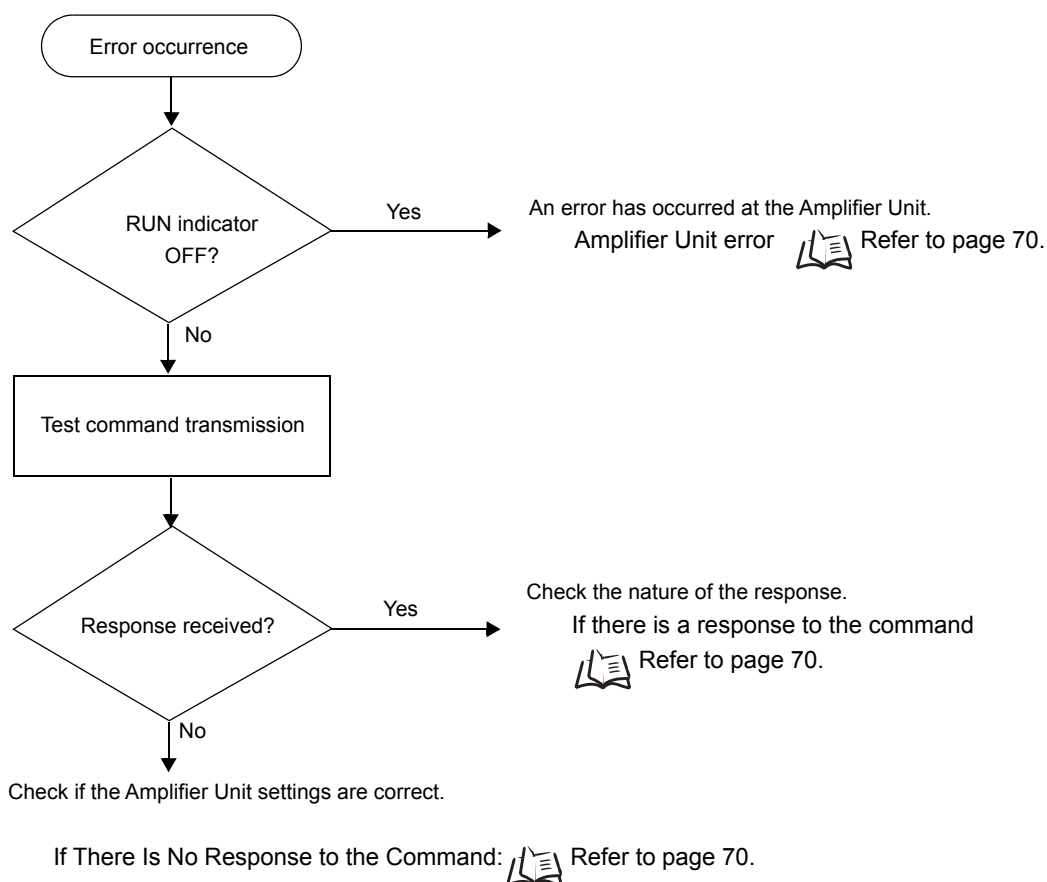 Error occurrence
RUN indicator
OFF?
Yes
An error has occurred at the Amplifier Unit.
Amplifier Unit error Refer to page 70.
No
Test command transmission
Response received?
Yes
Check the nature of the response.
If there is a response to the command
Refer to page 70.
No
Check if the Amplifier Unit settings are correct.
If There Is No Response to the Command: Refer to page 70.